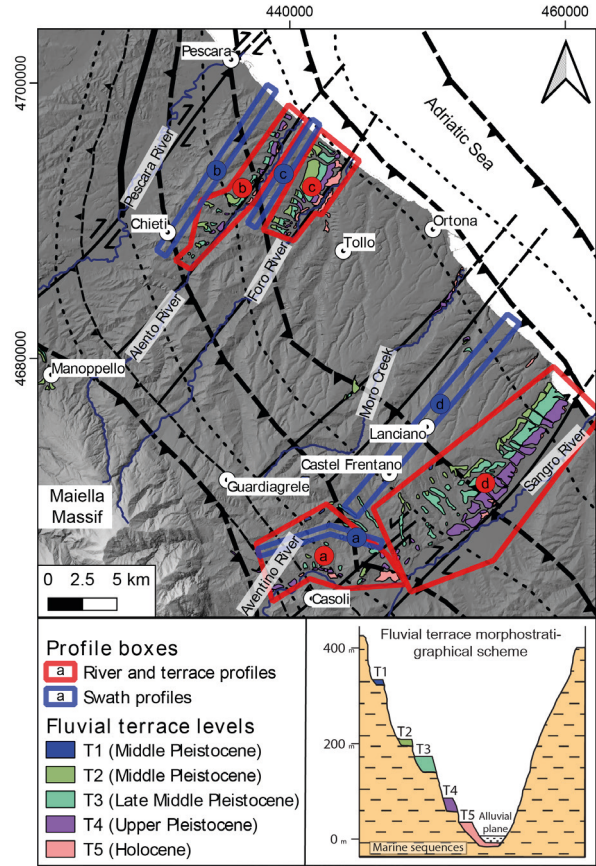 440000
460000
4700000
4680000
Pescara
Adriatic Sea
Pescara River
b
b
c
c
Chieti
Ortona
Tollo
Alento River
Foro River
Manoppello
Moro Creek
d
Lanciano
Castel Frentano
d
Sangro River
Guardiagrele
Maiella
Massif
Aventino River
a
a
Casoli
0 2.5 5 km
Profile boxes
a River and terrace profiles
a Swath profiles
Fluvial terrace levels
T1 (Middle Pleistocene)
T2 (Middle Pleistocene)
T3 (Late Middle Pleistocene)
T4 (Upper Pleistocene)
T5 (Holocene)
Fluvial terrace morphostrati-
graphical scheme
400 m
T1
T2
200 m
T3
T4
T5
Alluvial
plane
0 m
Marine sequences